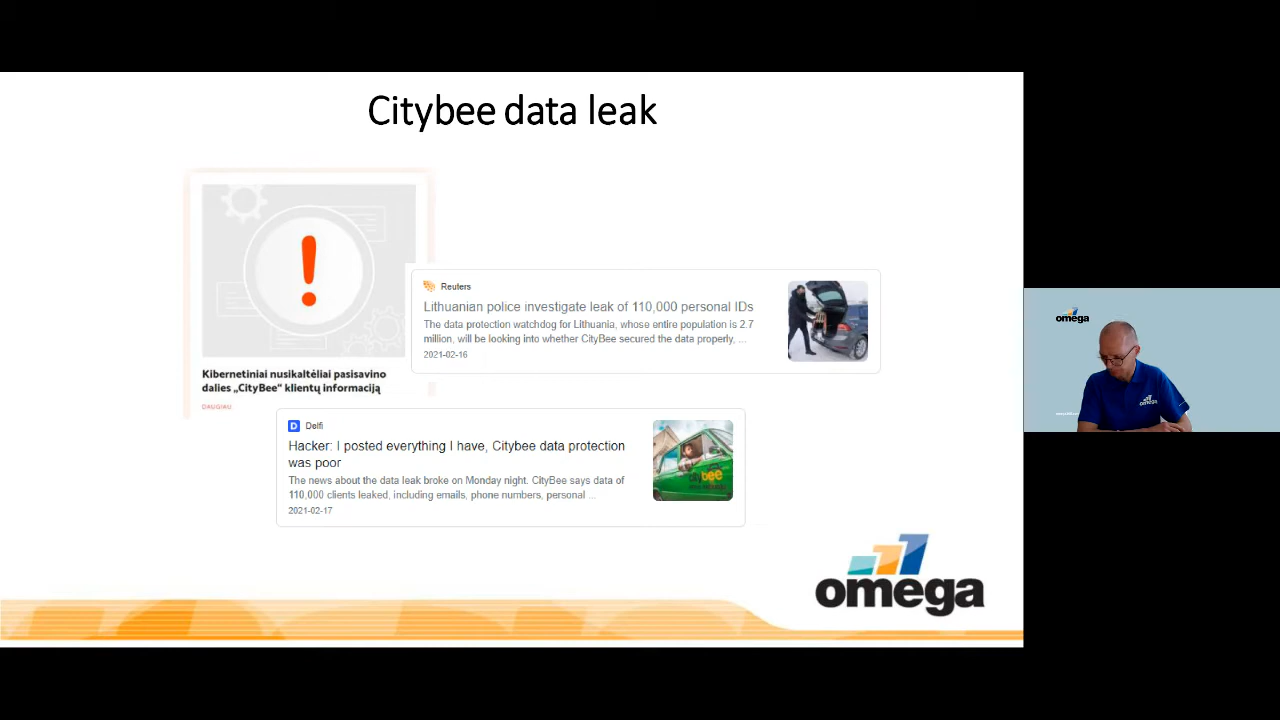 Citybee data leak
Kibernetiniai nusikaltėliai pasisavino
dalies „CityBee“ klientų informaciją
DAUGIAU
Reuters
Lithuanian police investigate leak of 110,000 personal IDs
The data protection watchdog for Lithuania, whose entire population is 2.7
million, will be looking into whether CityBee secured the data properly, ...
2021-02-16
D Delfi
Hacker: I posted everything I have, Citybee data protection
was poor
The news about the data leak broke on Monday night. CityBee says data of
110,000 clients leaked, including emails, phone numbers, personal ...
2021-02-17
city bee
omega
omega
omega